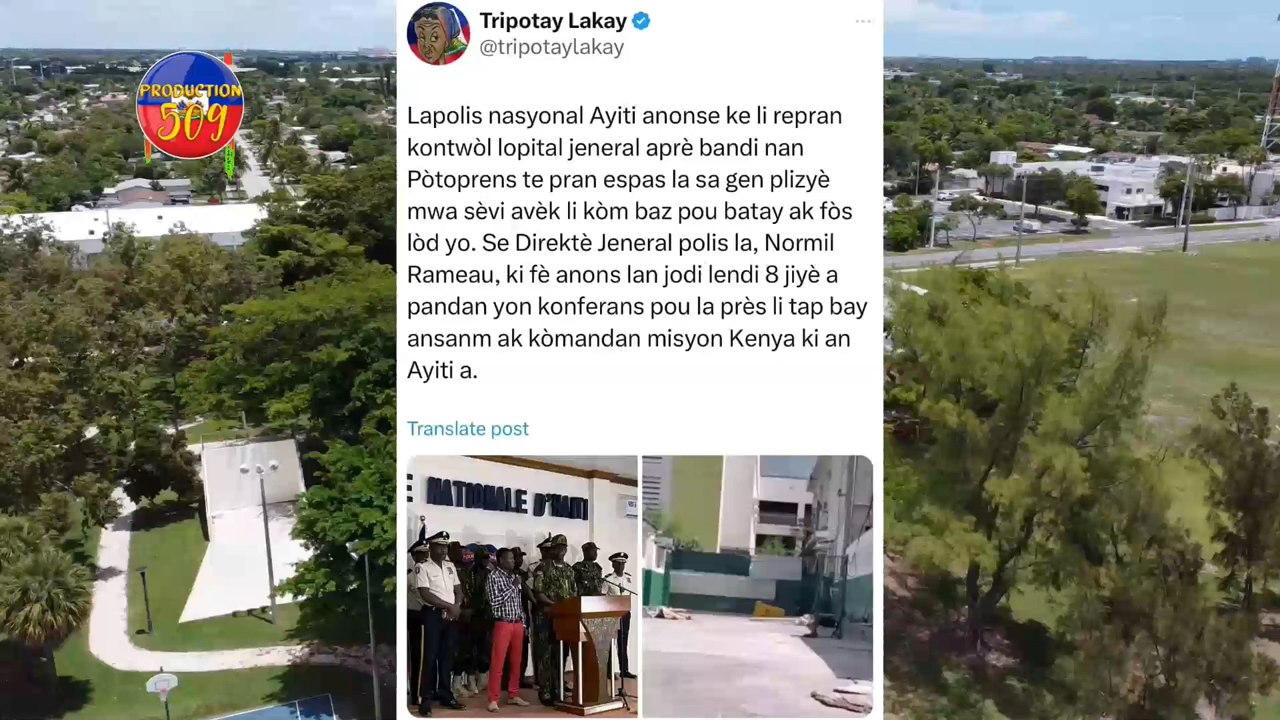 PRODUCTION
509
Tripotay Lakay
@tripotaylakay
Lapolis nasyonal Ayiti anonse ke li repran
kontwòl lopital jeneral aprè bandi nan
Pòtoprens te pran espas la sa gen plizyè
mwa sèvi avèk li kòm baz pou batay ak fòs
lòd yo. Se Direktè Jeneral polis la, Normil
Rameau, ki fè anons lan jodi lendi 8 jiyè a
pandan yon konferans pou la près li tap bay
ansanm ak kòmandan misyon Kenya ki an
Ayiti a.
Translate post
E NATIONALE D'HAITI